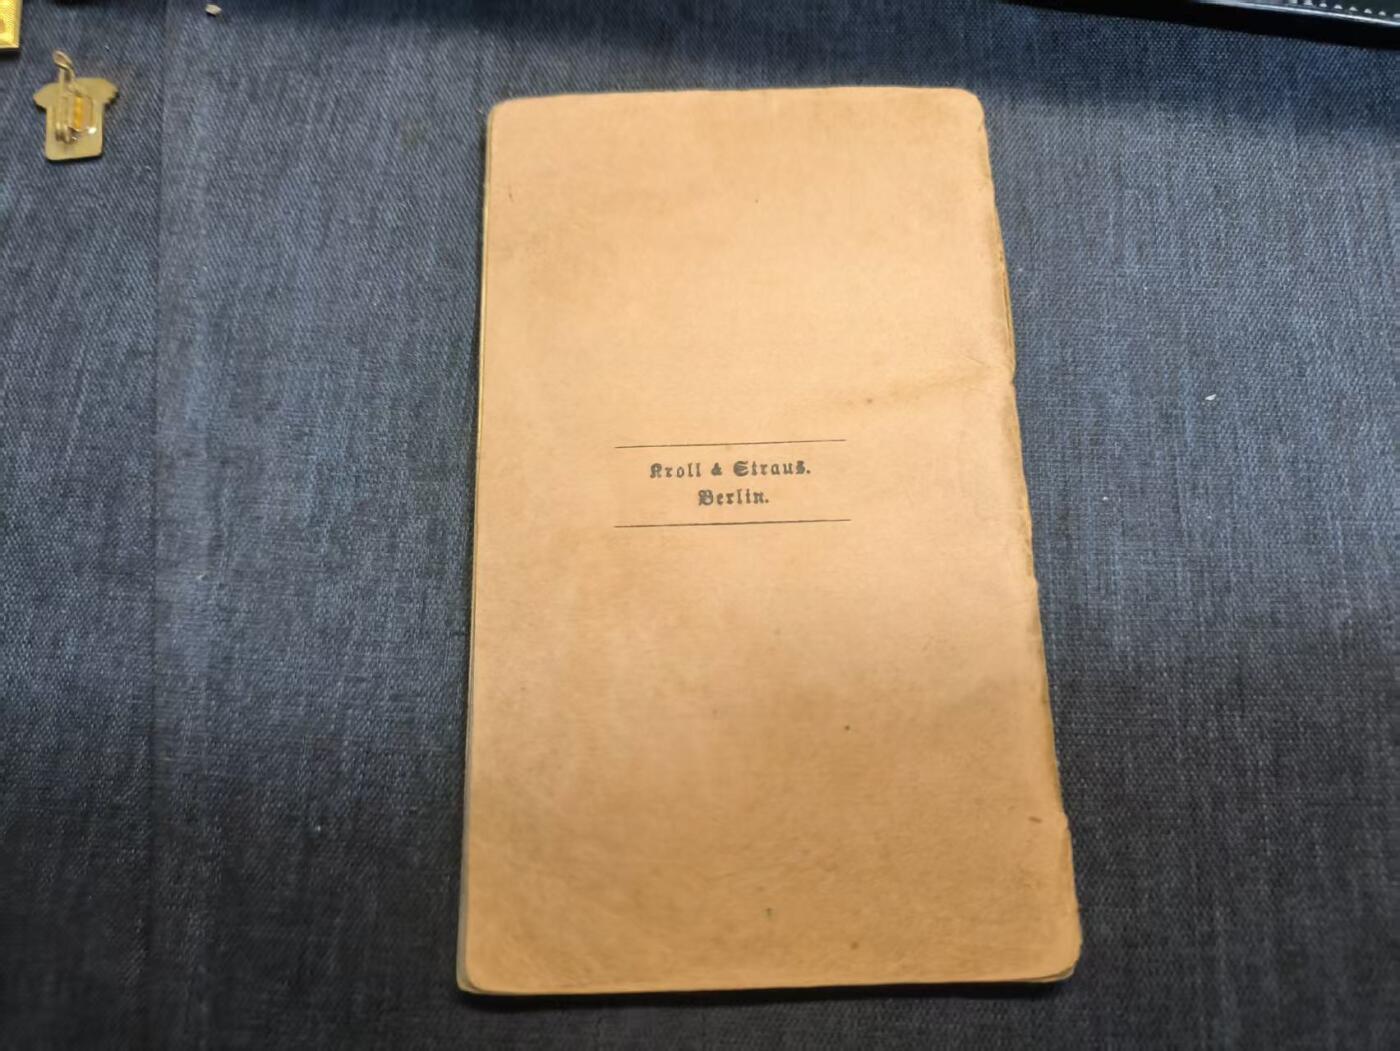 Kroll & Straus.
Berlin.